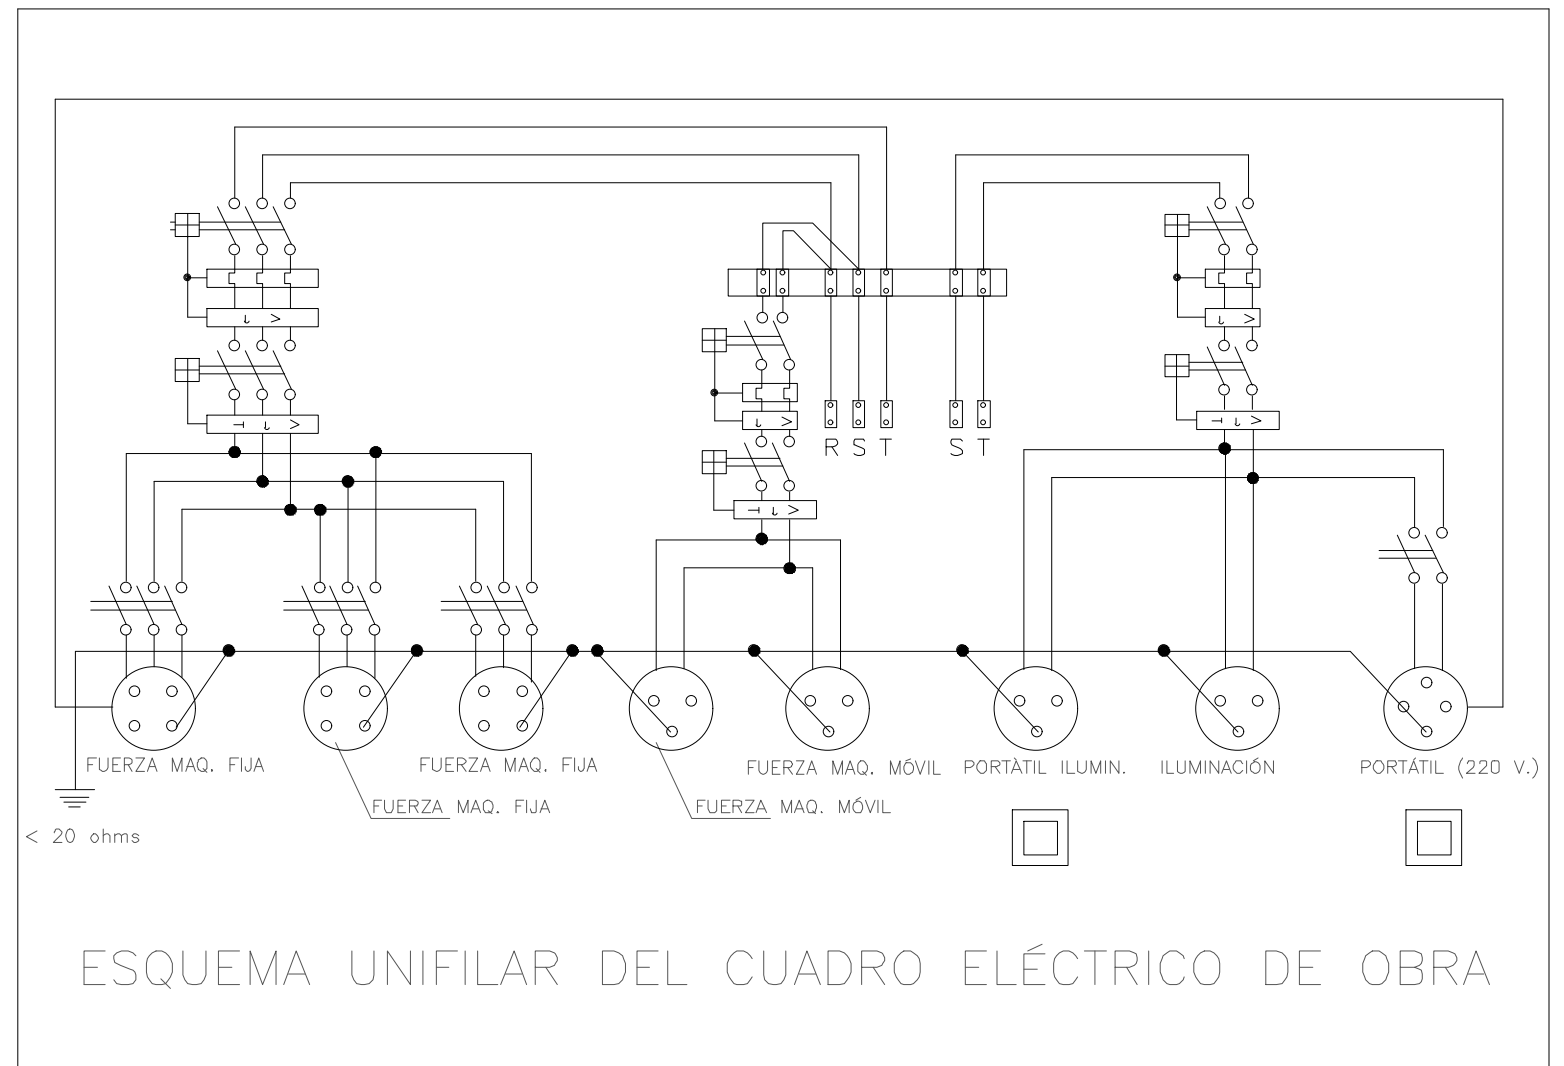 R S T S T
FUERZA MAQ. FIJA
FUERZA MAQ. FIJA
FUERZA MAQ. MÓVIL
PORTÀTIL ILUMIN.
ILUMINACIÓN
PORTÁTIL (220 V.)
FUERZA MAQ. FIJA
FUERZA MAQ. MÓVIL
< 20 ohms
ESQUEMA UNIFILAR DEL CUADRO ELÉCTRICO DE OBRA